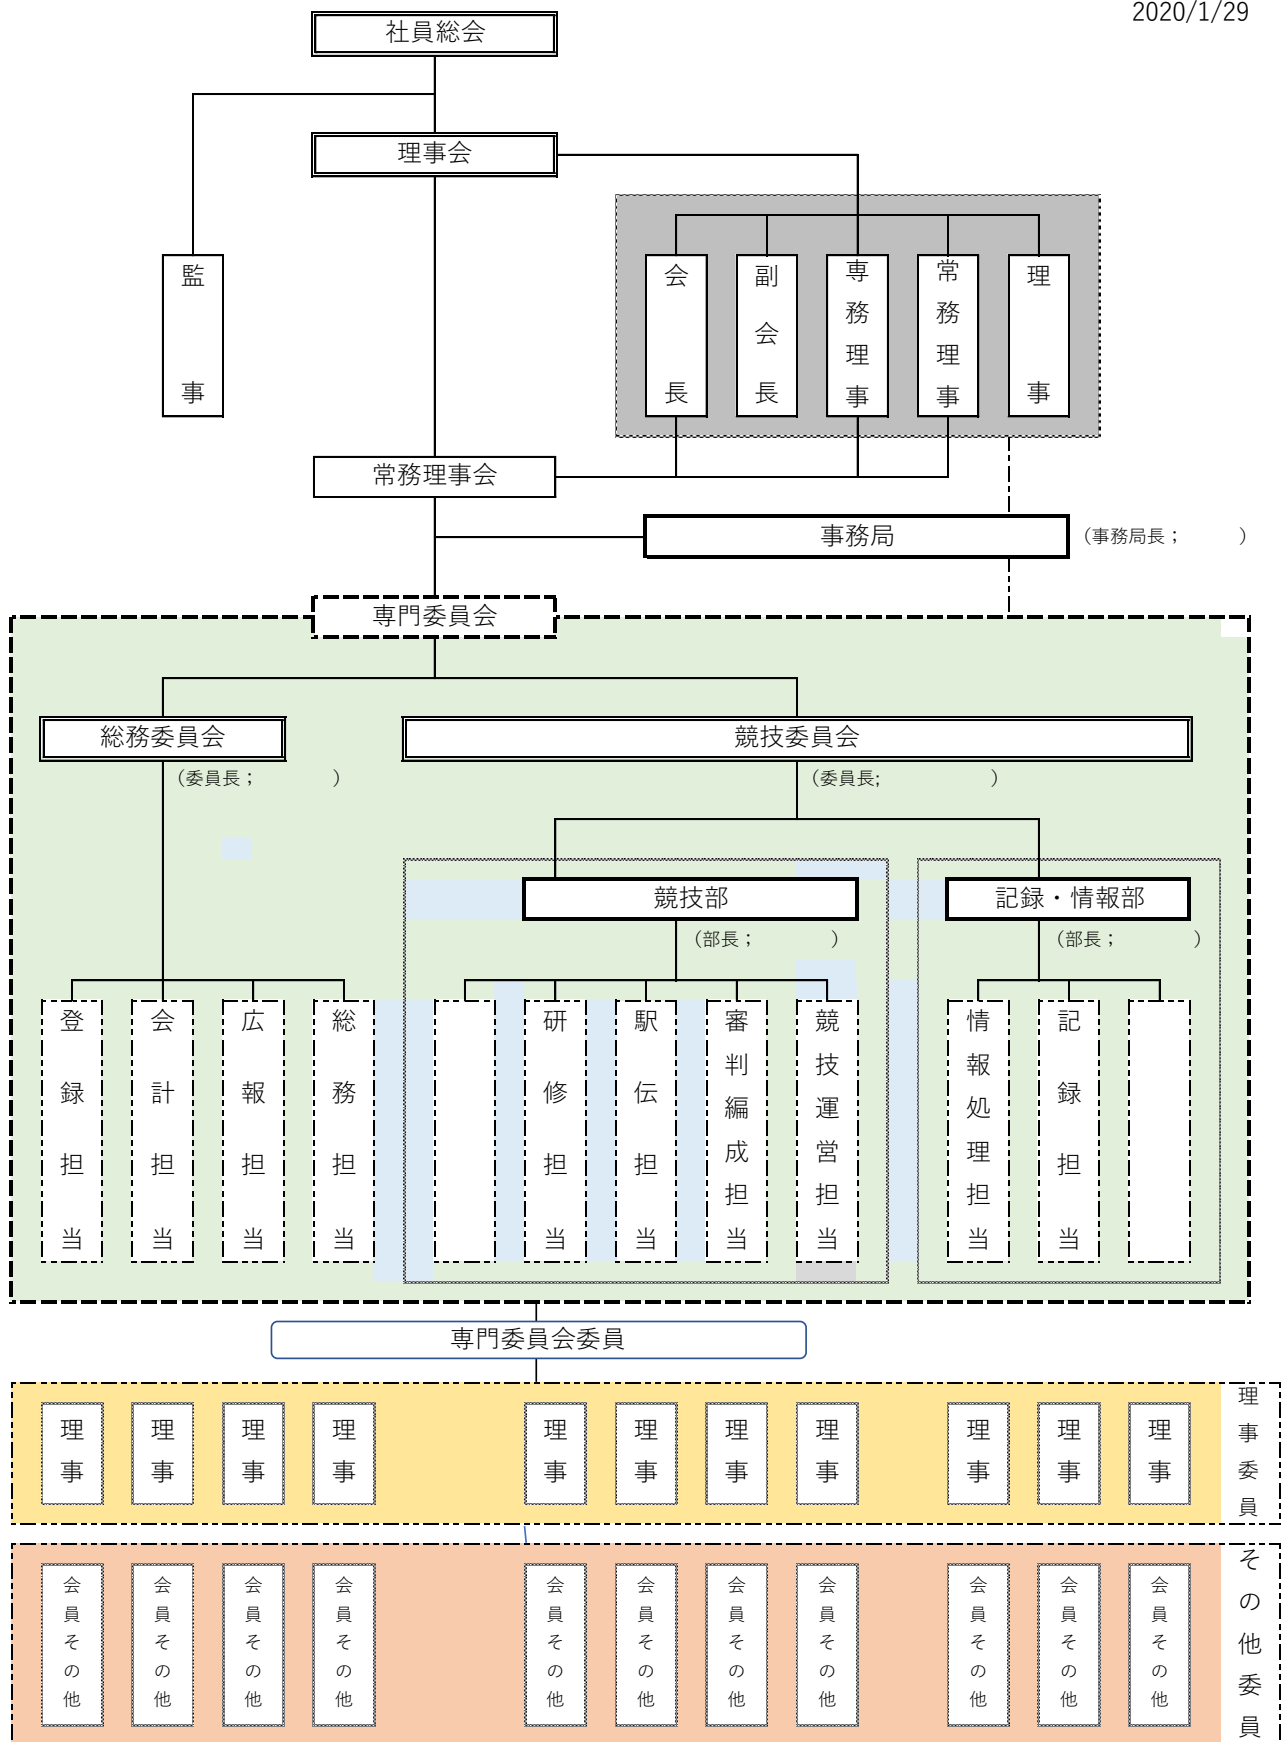 2020/1/29
社員総会
理事会
監事
会長
副会長
専務理事
常務理事
理事
常務理事会
事務局
（事務局長；　　　）
専門委員会
総務委員会
（委員長；　　　　）
競技委員会
（委員長;　　　　　）
競技部
（部長；　　　　）
記録・情報部
（部長；　　　　）
登録担当
会計担当
広報担当
総務担当
研修担当
駅伝担当
審判編成担当
競技運営担当
情報処理担当
記録担当
専門委員会委員
理事
理事
理事
理事
理事
理事
理事
理事
理事
理事
理事
理事委員
会員その他
会員その他
会員その他
会員その他
会員その他
会員その他
会員その他
会員その他
会員その他
会員その他
会員その他
その他委員